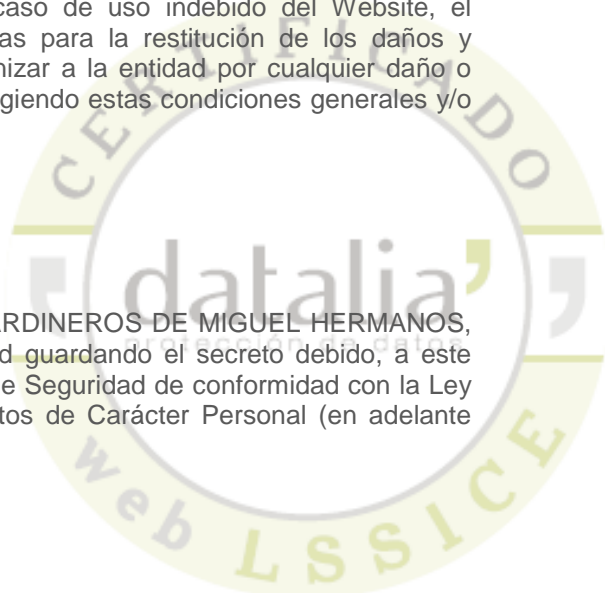 caso de uso indebido del Website, el
as para la restitución de los daños y
nizar a la entidad por cualquier daño o
giendo estas condiciones generales y/o
CERTIFICADO
datalia
protección de datos
ARDINEROS DE MIGUEL HERMANOS,
d guardando el secreto debido, a este
e Seguridad de conformidad con la Ley
tos de Carácter Personal (en adelante
web LSSICE